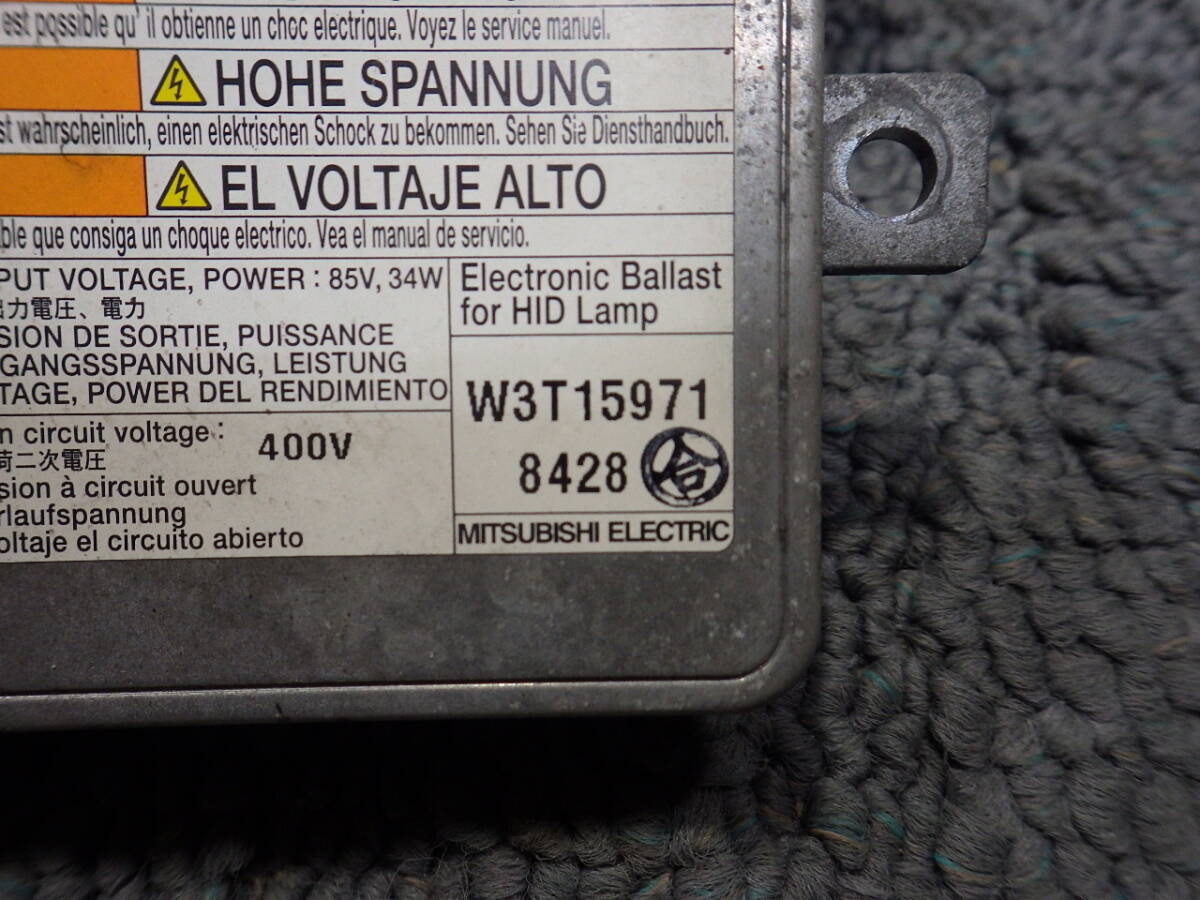 est possible qu' il obtienne un choc electrique. Voyez le service manuel.
HOHE SPANNUNG
wahrscheinlich, einen elektrischen Schock zu bekommen. Sehen Sie Diensthandbuch.
EL VOLTAJE ALTO
que consiga un choque electrico. Vea el manual de servicio.
PUT VOLTAGE, POWER : 85V, 34W
力電圧、電力
SION DE SORTIE, PUISSANCE
GANGSSPANNUNG, LEISTUNG
TAGE, POWER DEL RENDIMIENTO
n circuit voltage : 400V
荷二次電圧
sion à circuit ouvert
rlaufspannung
oltaje el circuito abierto
Electronic Ballast
for HID Lamp
W3T15971
8428 合
MITSUBISHI ELECTRIC